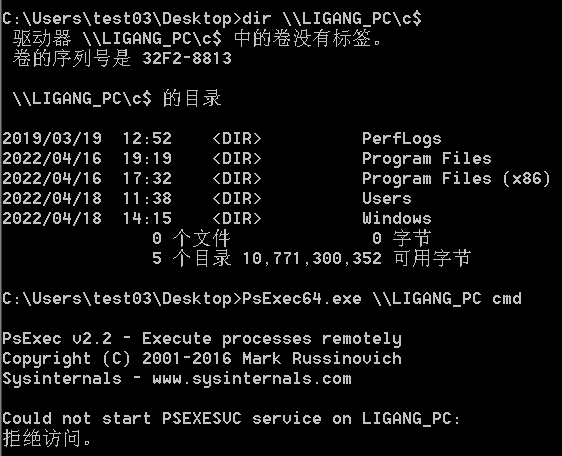 C:\Users\test03\Desktop>dir \\LIGANG_PC\c$
驱动器 \\LIGANG_PC\c$ 中的卷没有标签。
卷的序列号是 32F2-8813
\\LIGANG_PC\c$ 的目录
2019/03/19  12:52    <DIR>          PerfLogs
2022/04/16  19:19    <DIR>          Program Files
2022/04/16  17:32    <DIR>          Program Files (x86)
2022/04/18  11:38    <DIR>          Users
2022/04/18  14:15    <DIR>          Windows
0 个文件              0 字节
5 个目录 10,771,300,352 可用字节
C:\Users\test03\Desktop>PsExec64.exe \\LIGANG_PC cmd
PsExec v2.2 - Execute processes remotely
Copyright (C) 2001-2016 Mark Russinovich
Sysinternals - www.sysinternals.com
Could not start PSEXESVC service on LIGANG_PC:
拒绝访问。